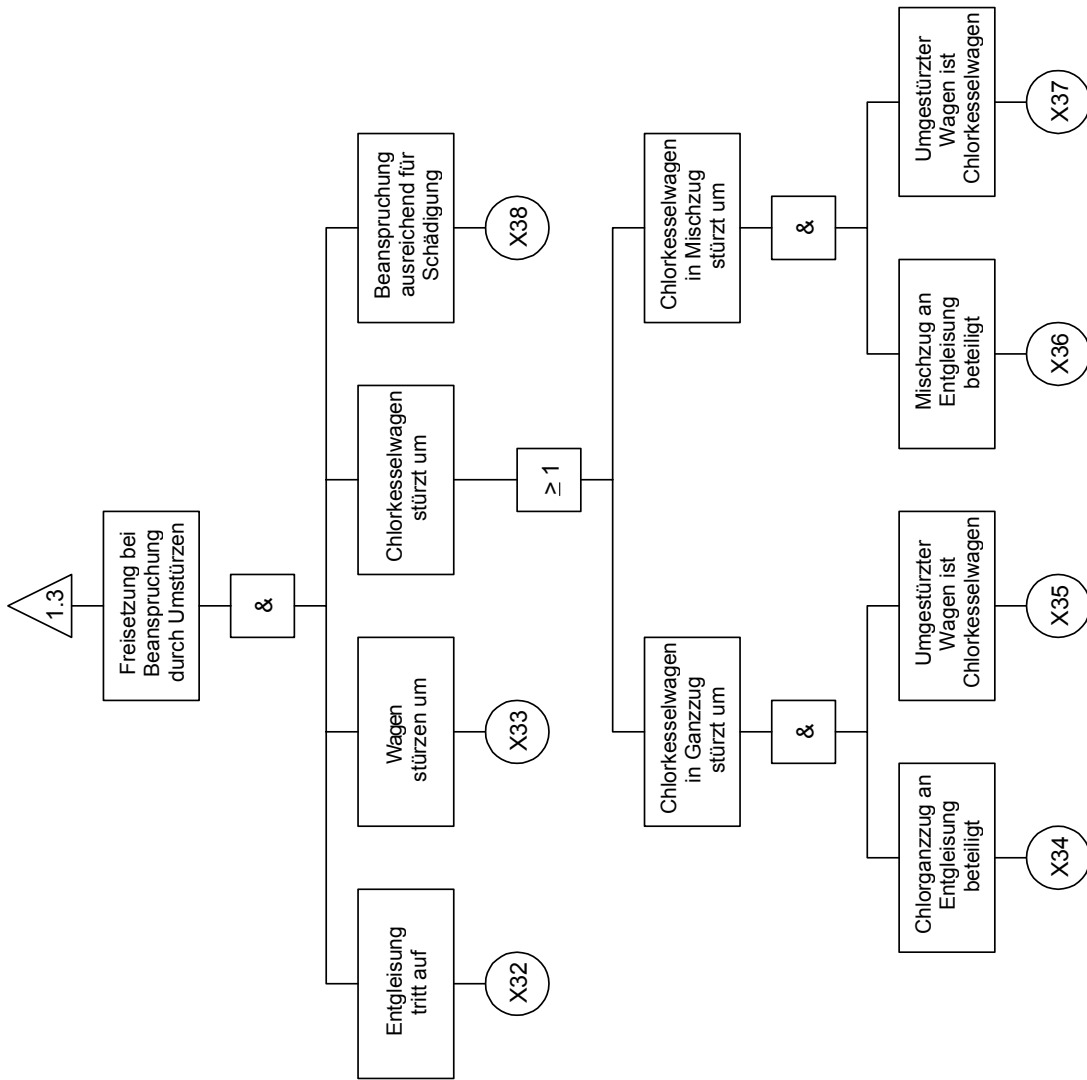 1.3
Freisetzung bei
Beanspruchung
durch Umstürzen
&
Entgleisung
tritt auf
X32
Wagen
stürzen um
X33
Chlorkesselwagen
stürzt um
Beanspruchung
ausreichend für
Schädigung
X38
≥ 1
Chlorkesselwagen
in Ganzzug
stürzt um
&
Chlorkesselwagen
in Mischzug
stürzt um
&
Chlorganzzug an
Entgleisung
beteiligt
X34
Umgestürzter
Wagen ist
Chlorkesselwagen
X35
Mischzug an
Entgleisung
beteiligt
X36
Umgestürzter
Wagen ist
Chlorkesselwagen
X37